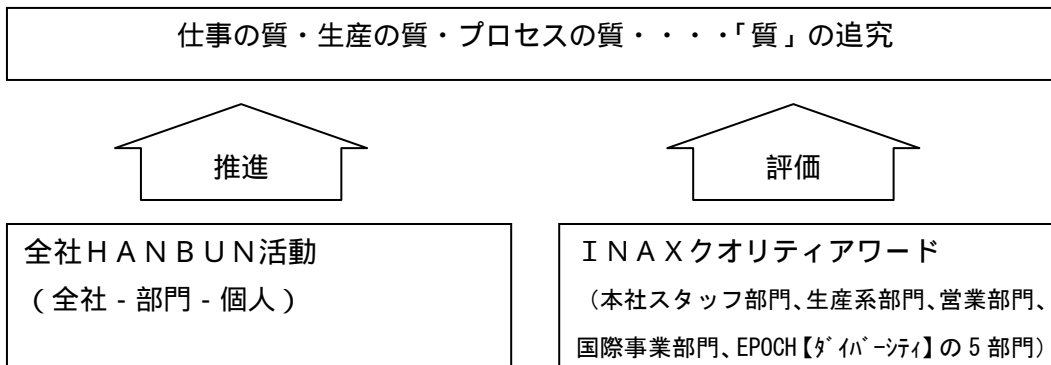 仕事の質・生産の質・プロセスの質・・・・「質」の追究
推進
評価
全社ＨＡＮＢＵＮ活動
（全社－部門－個人）
ＩＮＡＸクオリティアワード
（本社スタッフ部門、生産系部門、営業部門、
国際事業部門、EPOCH【ﾀﾞｲﾊﾞｰｼﾃｨ】の 5 部門）